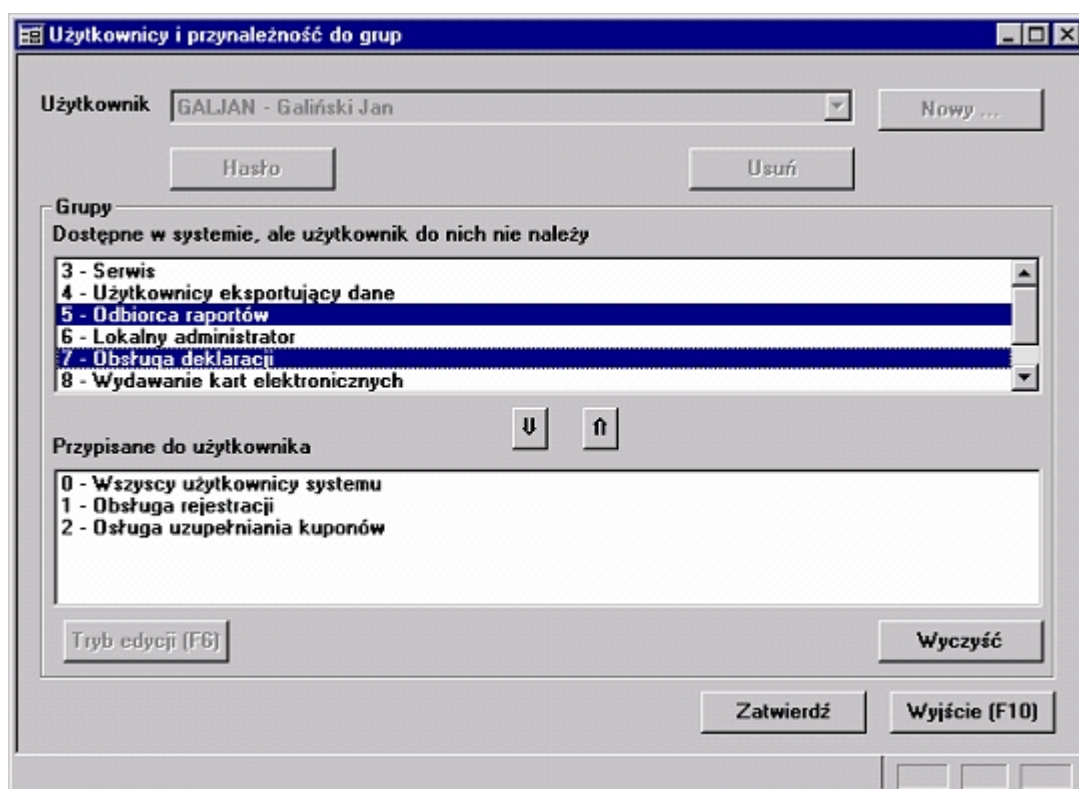 Użytkownicy i przynależność do grup
Użytkownik GALJAN - Galiński Jan Nowy ...
Hasło Usuń
Grupy
Dostępne w systemie, ale użytkownik do nich nie należy
3 - Serwis
4 - Użytkownicy eksportujący dane
5 - Odbiorca raportów
6 - Lokalny administrator
7 - Obsługa deklaracji
8 - Wydawanie kart elektronicznych
Przypisane do użytkownika
0 - Wszyscy użytkownicy systemu
1 - Obsługa rejestracji
2 - Osługa uzupełniania kuponów
Tryb edycji (F6) Wyczyść
Zatwierdź Wyjście (F10)